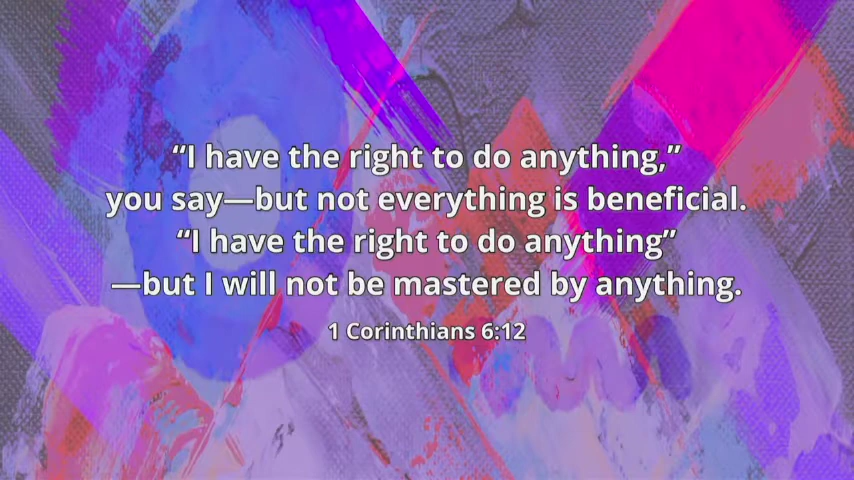 “I have the right to do anything,”
you say—but not everything is beneficial.
“I have the right to do anything”
—but I will not be mastered by anything.
1 Corinthians 6:12